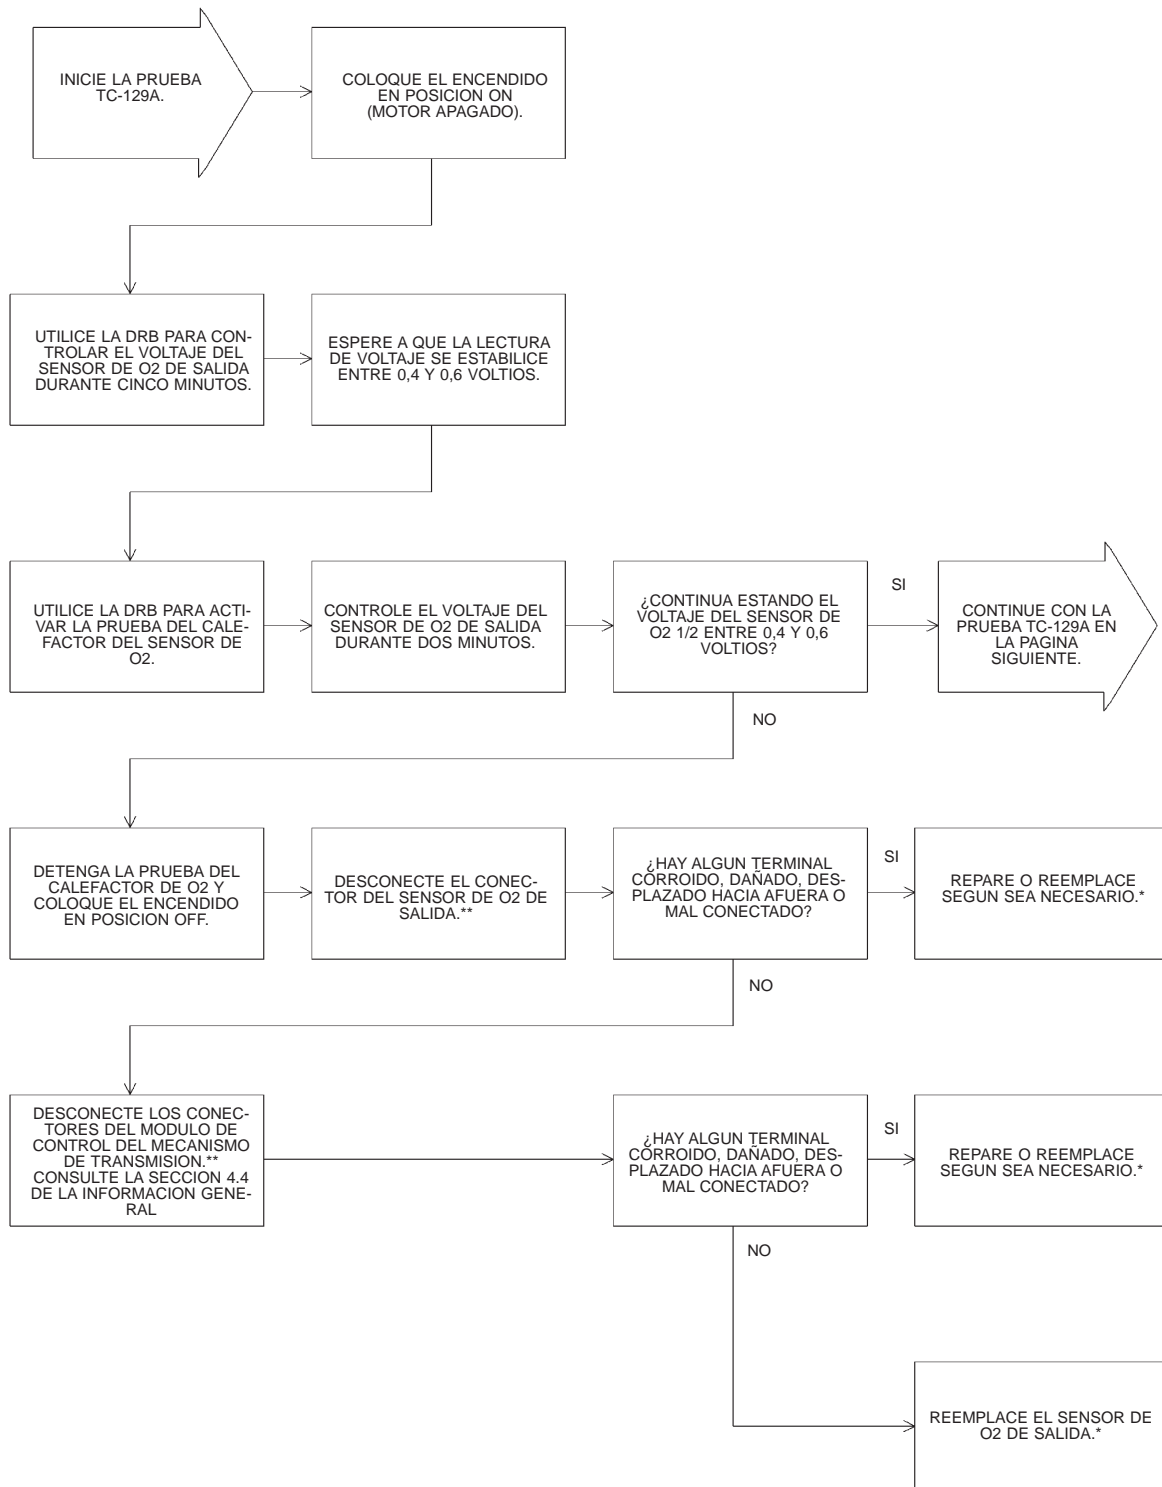 INICIE LA PRUEBA
TC-129A.
COLOQUE EL ENCENDIDO
EN POSICION ON
(MOTOR APAGADO).
UTILICE LA DRB PARA CON-
TROLAR EL VOLTAJE DEL
SENSOR DE O2 DE SALIDA
DURANTE CINCO MINUTOS.
ESPERE A QUE LA LECTURA
DE VOLTAJE SE ESTABILICE
ENTRE 0,4 Y 0,6 VOLTIOS.
UTILICE LA DRB PARA ACTI-
VAR LA PRUEBA DEL CALE-
FACTOR DEL SENSOR DE
O2.
CONTROLE EL VOLTAJE DEL
SENSOR DE O2 DE SALIDA
DURANTE DOS MINUTOS.
¿CONTINUA ESTANDO EL
VOLTAJE DEL SENSOR DE
O2 1/2 ENTRE 0,4 Y 0,6
VOLTIOS?
SI
CONTINUE CON LA
PRUEBA TC-129A EN
LA PAGINA
SIGUIENTE.
NO
DETENGA LA PRUEBA DEL
CALEFACTOR DE O2 Y
COLOQUE EL ENCENDIDO
EN POSICION OFF.
DESCONECTE EL CONEC-
TOR DEL SENSOR DE O2 DE
SALIDA.**
¿HAY ALGUN TERMINAL
CORROIDO, DAÑADO, DES-
PLAZADO HACIA AFUERA O
MAL CONECTADO?
SI
REPARE O REEMPLACE
SEGUN SEA NECESARIO.*
NO
DESCONECTE LOS CONEC-
TORES DEL MODULO DE
CONTROL DEL MECANISMO
DE TRANSMISION.**
CONSULTE LA SECCION 4.4
DE LA INFORMACION GENE-
RAL
¿HAY ALGUN TERMINAL
CORROIDO, DAÑADO, DES-
PLAZADO HACIA AFUERA O
MAL CONECTADO?
SI
REPARE O REEMPLACE
SEGUN SEA NECESARIO.*
NO
REEMPLACE EL SENSOR DE
O2 DE SALIDA.*